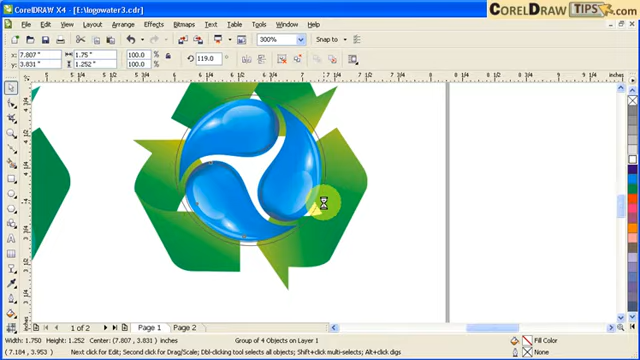 CorelDRAW X4 - [E:\logowater3.cdr]
CORELDRAW TIPS.com
File Edit View Layout Arrange Effects Bitmaps Text Table Tools Window Help
300% Snap to
x: 7.807 " 1.75 " 100.0 % 119.0
y: 3.831 " 1.252 " 100.0 %
inches
1 of 2 Page 1 Page 2
Width: 1.750 Height: 1.252 Center: (7.807 , 3.831 ) inches Group of 4 Objects on Layer 1 Fill Color
( 7.184, 3.953 ) Next click for Edit; Second click for Drag/Scale; Dbl-clicking tool selects all objects; Shift+click multi-selects; Alt+click digs None